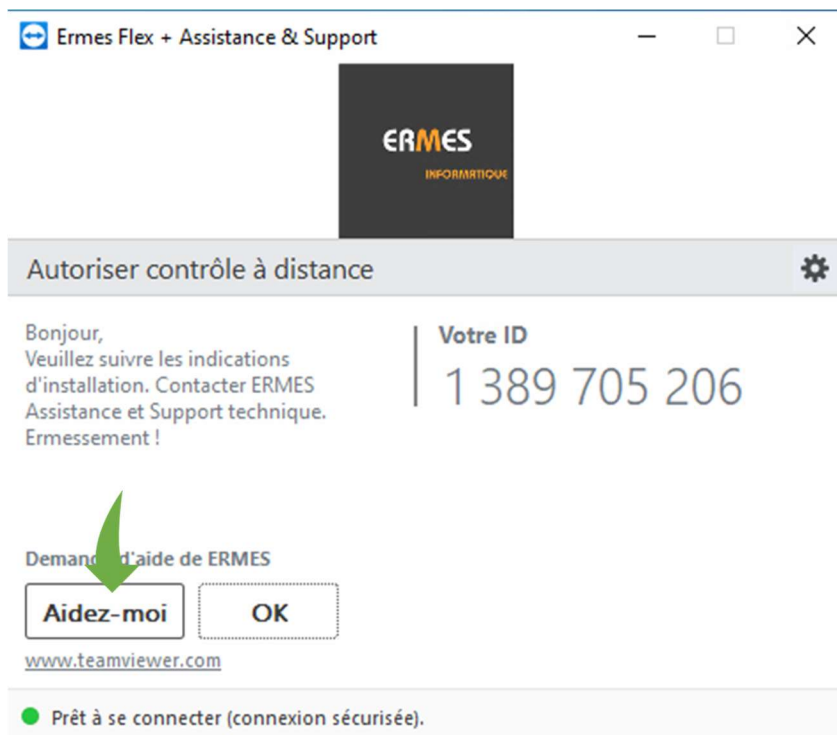 Ermes Flex + Assistance & Support
ERMES
INFORMATIQUE
Autoriser contrôle à distance
Bonjour,
Veuillez suivre les indications
d'installation. Contacter ERMES
Assistance et Support technique.
Ermessement !
Votre ID
1 389 705 206
d'aide de ERMES
Aidez-moi
OK
www.teamviewer.com
Prêt à se connecter (connexion sécurisée).